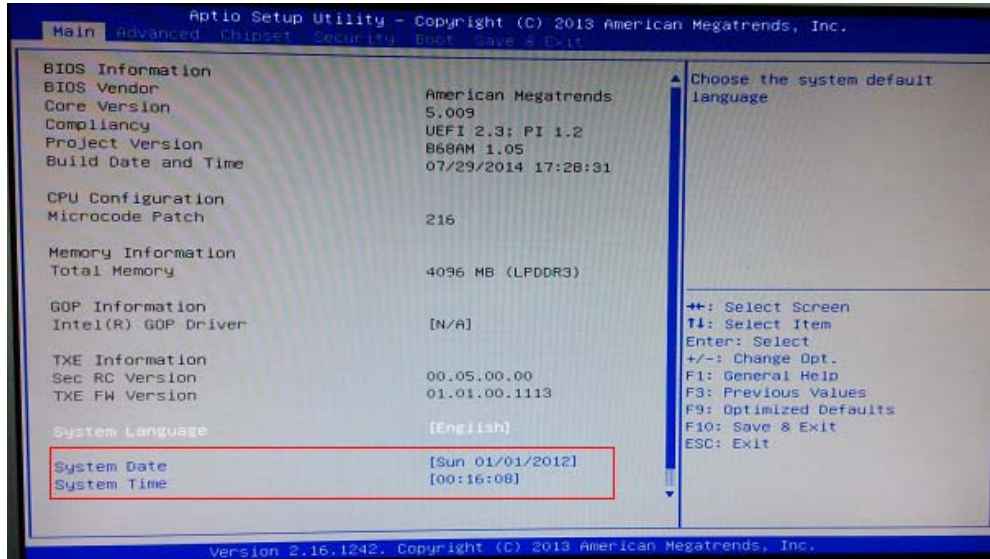 Aptio Setup Utility – Copyright (C) 2013 American Megatrends, Inc.
Main Advanced Chipset Security Boot Save & Exit
BIOS Information
BIOS Vendor American Megatrends
Core Version 5.009
Compliancy UEFI 2.3; PI 1.2
Project Version B68AM 1.05
Build Date and Time 07/29/2014 17:28:31
CPU Configuration
Microcode Patch 216
Memory Information
Total Memory 4096 MB (LPDDR3)
GOP Information
Intel(R) GOP Driver [N/A]
TXE Information
Sec RC Version 00.05.00.00
TXE FW Version 01.01.00.1113
System Language [English]
System Date [Sun 01/01/2012]
System Time [00:16:08]
Choose the system default
language
→←: Select Screen
↑↓: Select Item
Enter: Select
+/-: Change Opt.
F1: General Help
F3: Previous Values
F9: Optimized Defaults
F10: Save & Exit
ESC: Exit
Version 2.16.1242. Copyright (C) 2013 American Megatrends, Inc.